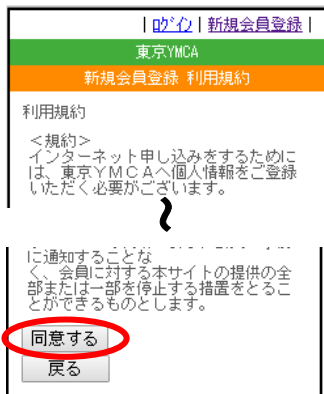 |ﾛｸﾞｲﾝ|新規会員登録|
東京YMCA
新規会員登録 利用規約
利用規約
＜規約＞
インターネット申し込みをするために
は、東京ＹＭＣＡへ個人情報をご登録
いただく必要がございます。
〜
に通知することな
く、会員に対する本サイトの提供の全
部または一部を停止する措置をとるこ
とができるものとします。
同意する
戻る